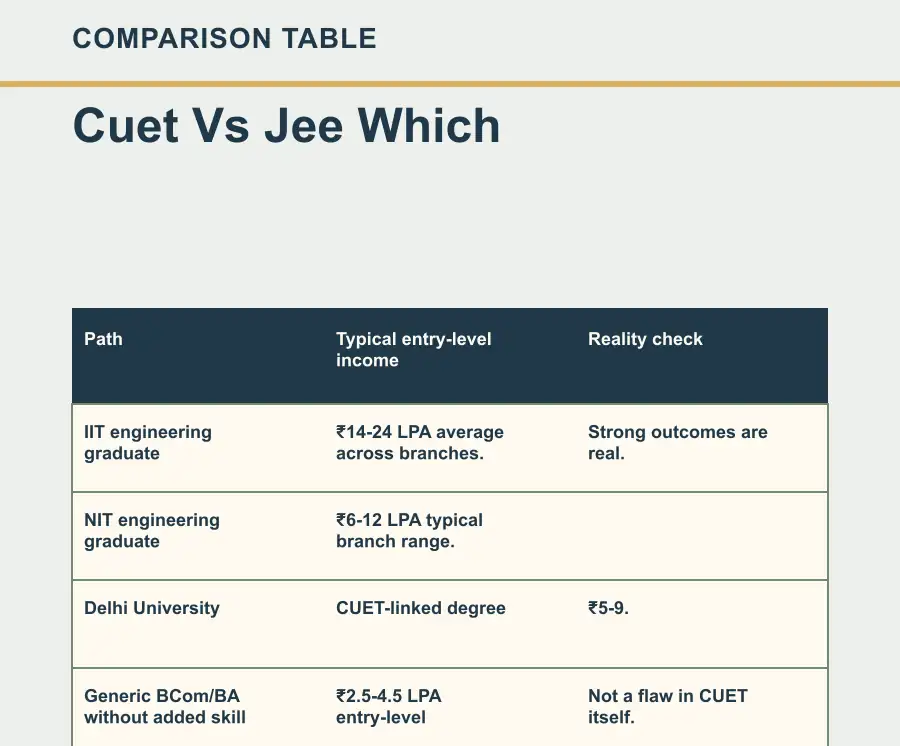 COMPARISON TABLE
Cuet Vs Jee Which
Path
Typical entry-level
income
Reality check
IIT engineering
graduate
₹14-24 LPA average
across branches.
Strong outcomes are
real.
NIT engineering
graduate
₹6-12 LPA typical
branch range.
Delhi University
CUET-linked degree
₹5-9.
Generic BCom/BA
without added skill
₹2.5-4.5 LPA
entry-level
Not a flaw in CUET
itself.